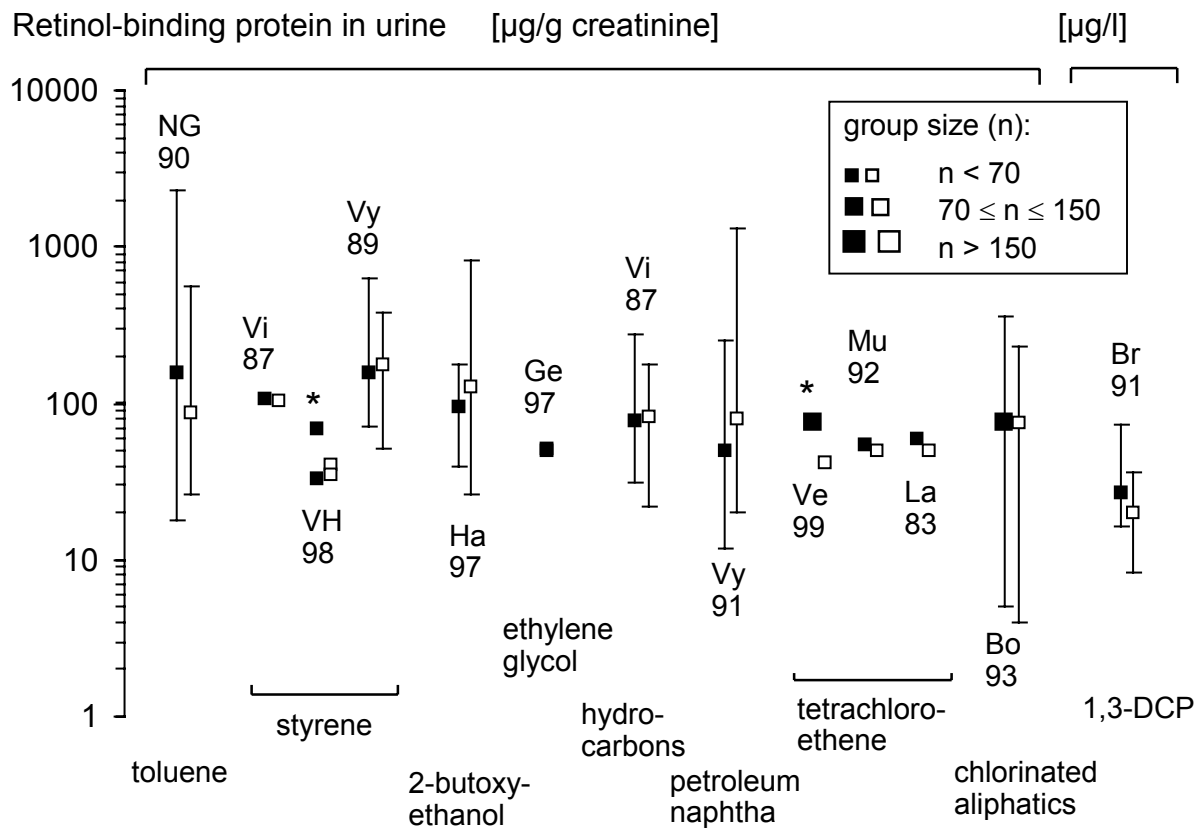 Retinol-binding protein in urine [µg/g creatinine] [µg/l]
10000
1000
100
10
1
group size (n):
n < 70
70 ≤ n ≤ 150
n > 150
NG
90
Vi
87
*
VH
98
Vy
89
Ha
97
Ge
97
Vi
87
Vy
91
*
Ve
99
Mu
92
La
83
Bo
93
Br
91
toluene
styrene
2-butoxy-
ethanol
ethylene
glycol
hydro-
carbons
petroleum
naphtha
tetrachloro-
ethene
chlorinated
aliphatics
1,3-DCP